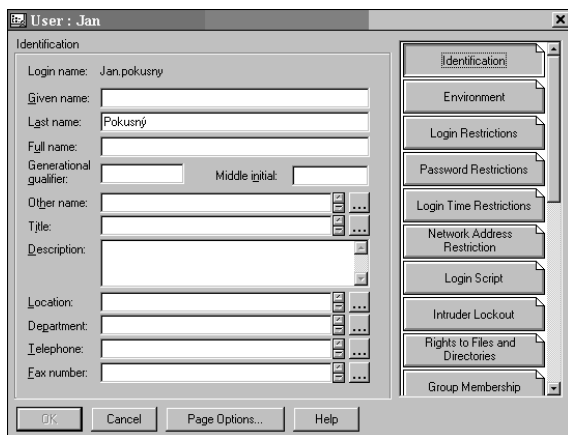 User : Jan
Identification
Login name: Jan.pokusny
Given name:
Last name: Pokusný
Full name:
Generational
qualifier:
Middle initial:
Other name:
Title:
Description:
Location:
Department:
Telephone:
Fax number:
Identification
Environment
Login Restrictions
Password Restrictions
Login Time Restrictions
Network Address
Restriction
Login Script
Intruder Lockout
Rights to Files and
Directories
Group Membership
OK Cancel Page Options... Help